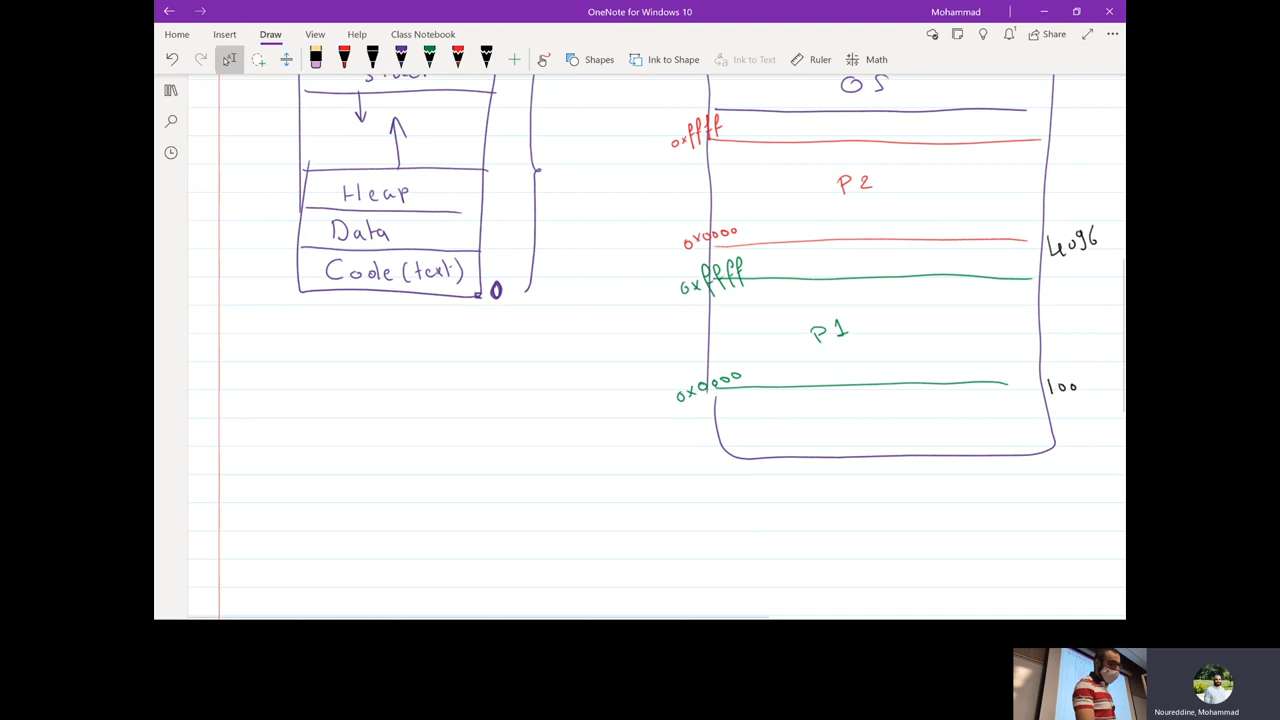 OneNote for Windows 10
Mohammad
Home
Insert
Draw
View
Help
Class Notebook
Share
Shapes
Ink to Shape
Ink to Text
Ruler
Math
OS
0xffff
P2
Heap
0x0000
4096
Data
Code(text)
0
0xffff
P1
0x0000
100
Noureddine, Mohammad